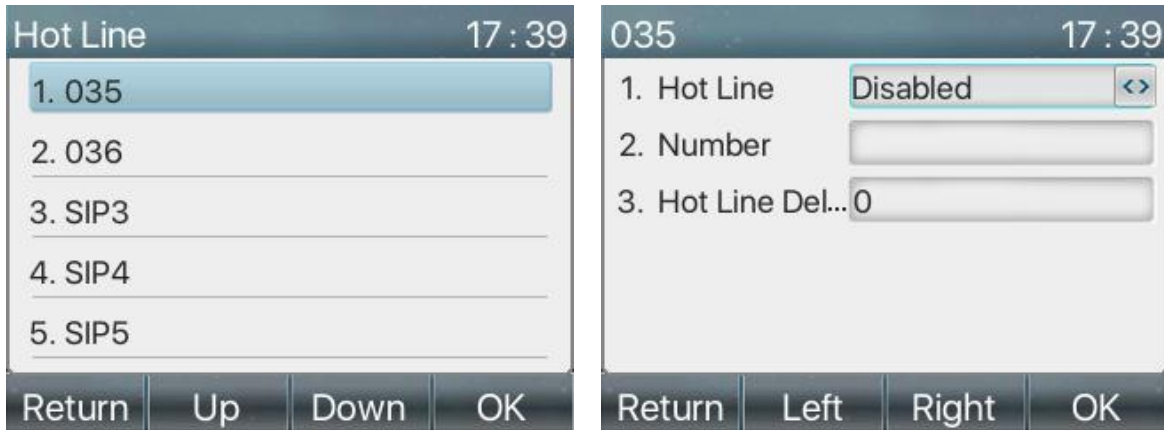 Hot Line 17:39
1. 035
2. 036
3. SIP3
4. SIP4
5. SIP5
Return Up Down OK
035 17:39
1. Hot Line Disabled <>
2. Number
3. Hot Line Del... 0
Return Left Right OK